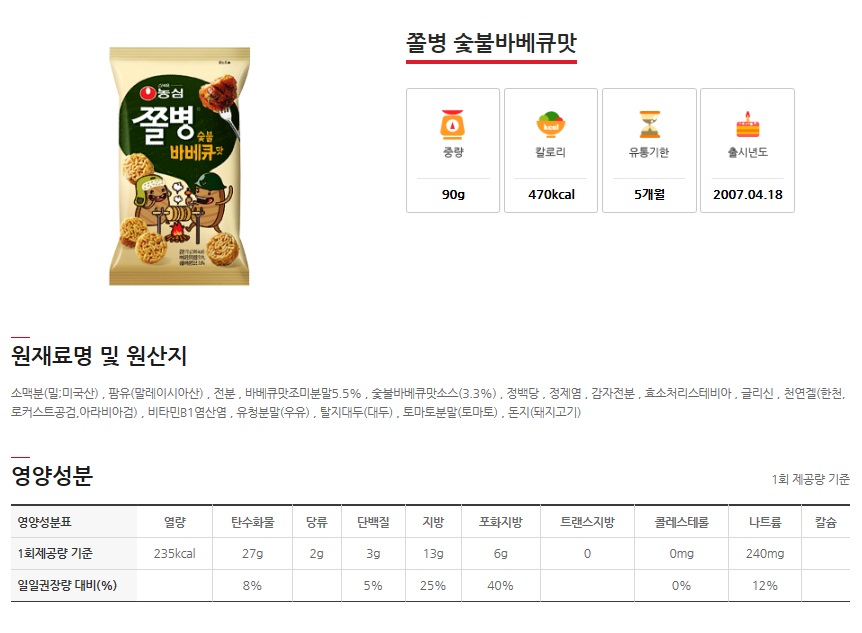 쫄병 숯불바베큐맛
농심
쫄병
숯불
바베큐맛
중량
kcal
칼로리
유통기한
출시년도
90g
470kcal
5개월
2007.04.18
원재료명 및 원산지
소맥분(밀:미국산) , 팜유(말레이시아산) , 전분 , 바베큐맛조미분말5.5% , 숯불바베큐맛소스(3.3%) , 정백당 , 정제염 , 감자전분 , 효소처리스테비아 , 글리신 , 천연겔(한천,
로커스트콩검,아라비아검) , 비타민B1염산염 , 유청분말(우유) , 탈지대두(대두) , 토마토분말(토마토) , 돈지(돼지고기)
영양성분
1회 제공량 기준
영양성분표 열량 탄수화물 당류 단백질 지방 포화지방 트랜스지방 콜레스테롤 나트륨 칼슘
1회제공량 기준 235kcal 27g 2g 3g 13g 6g 0 0mg 240mg
일일권장량 대비(%) 8% 5% 25% 40% 0% 12%